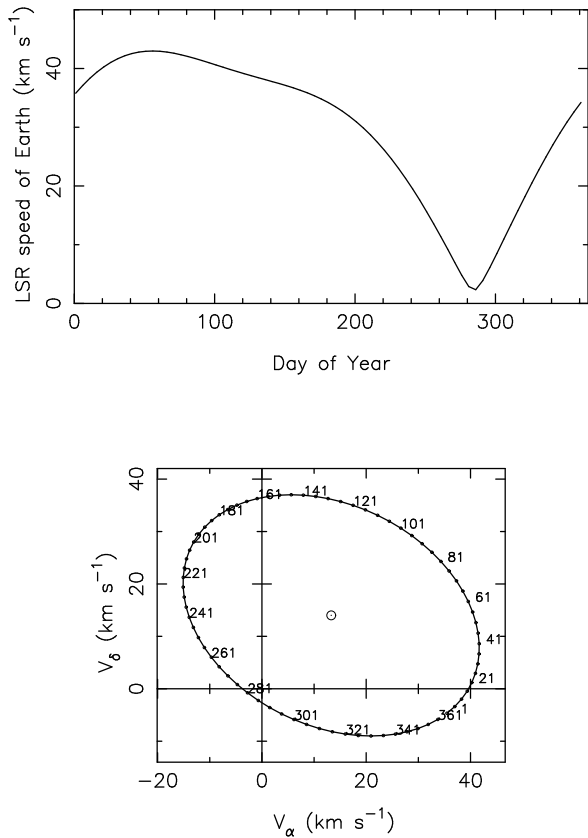 LSR speed of Earth (km s⁻¹)
40
20
0
0 100 200 300
Day of Year
V_δ (km s⁻¹)
40
20
0
161 141
181 121
201 101
221 81
241 61
261 41
281 21
301 321 341 361 1
−20 0 20 40
V_α (km s⁻¹)